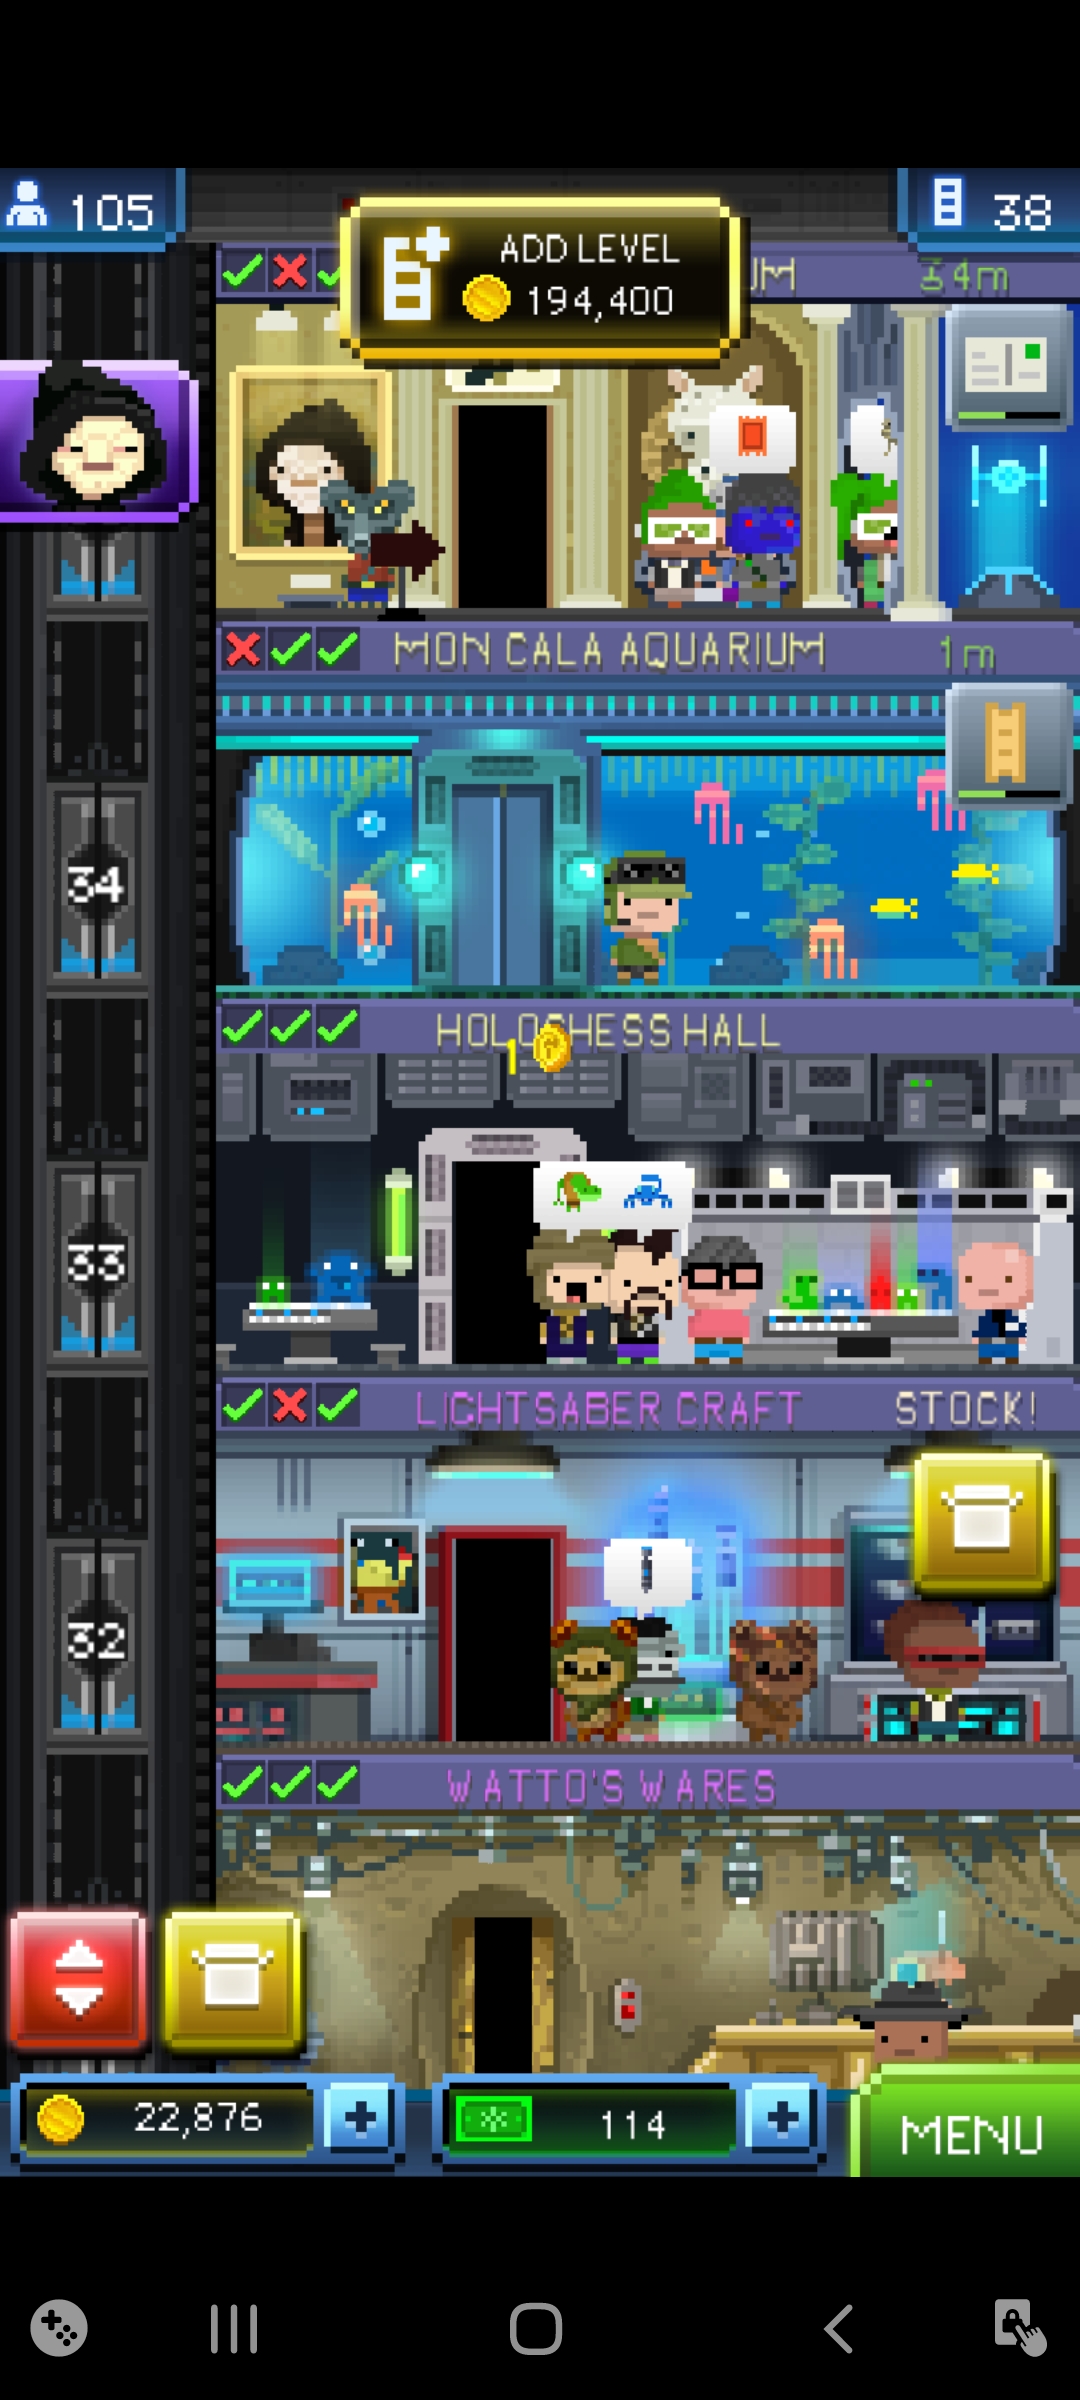 105
ADD LEVEL
194,400
38
UM
34m
MON CALA AQUARIUM
1m
34
HOLOCHESS HALL
1
33
LIGHTSABER CRAFT
STOCK!
32
WATTO'S WARES
22,876
114
MENU